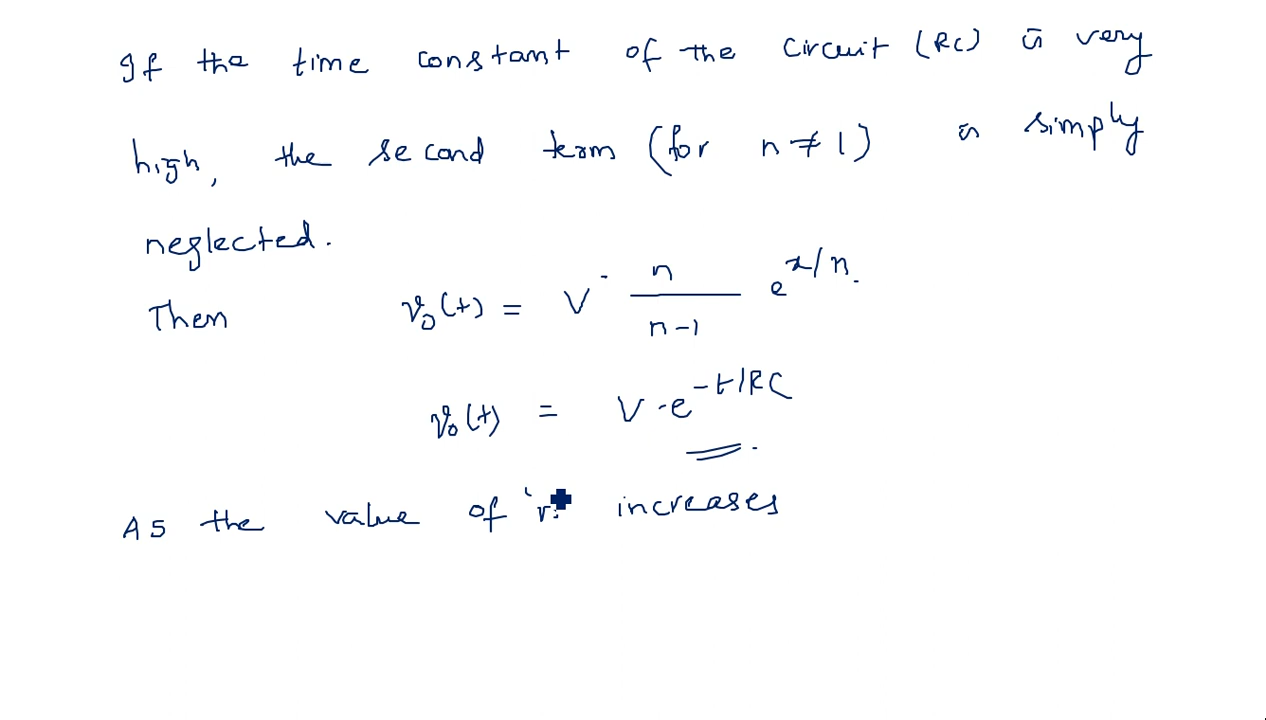 If the time constant of the circuit (RC) is very
high, the second term (for n ≠ 1) is simply
neglected.
Then v₀(t) = V · n/(n-1) e^(x/n).
v₀(t) = V · e^(-t/RC)
As the value of 'n' increases